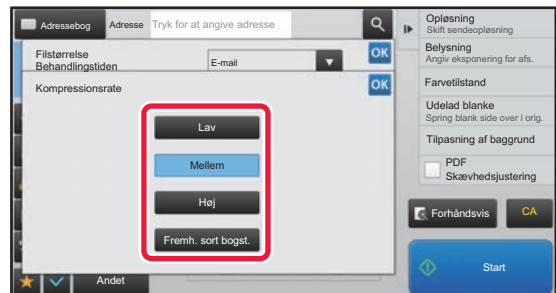 Adressebog
Adresse
Tryk for at angive adresse
Filstørrelse
Behandlingstiden
E-mail
OK
Kompressionsrate
OK
Lav
Mellem
Høj
Fremh. sort bogst.
Andet
Opløsning
Skift sendeopløsning
Belysning
Angiv eksponering for afs.
Farvetilstand
Udelad blanke
Spring blank side over i orig.
Tilpasning af baggrund
PDF
Skævhedsjustering
Forhåndsvis
CA
Start